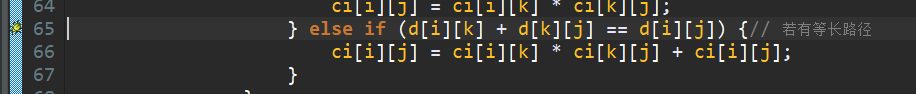 64 ci[i][j] = ci[i][k] * ci[k][j];
65 } else if (d[i][k] + d[k][j] == d[i][j]) {// 若有等长路径
66 ci[i][j] = ci[i][k] * ci[k][j] + ci[i][j];
67 }
68 }